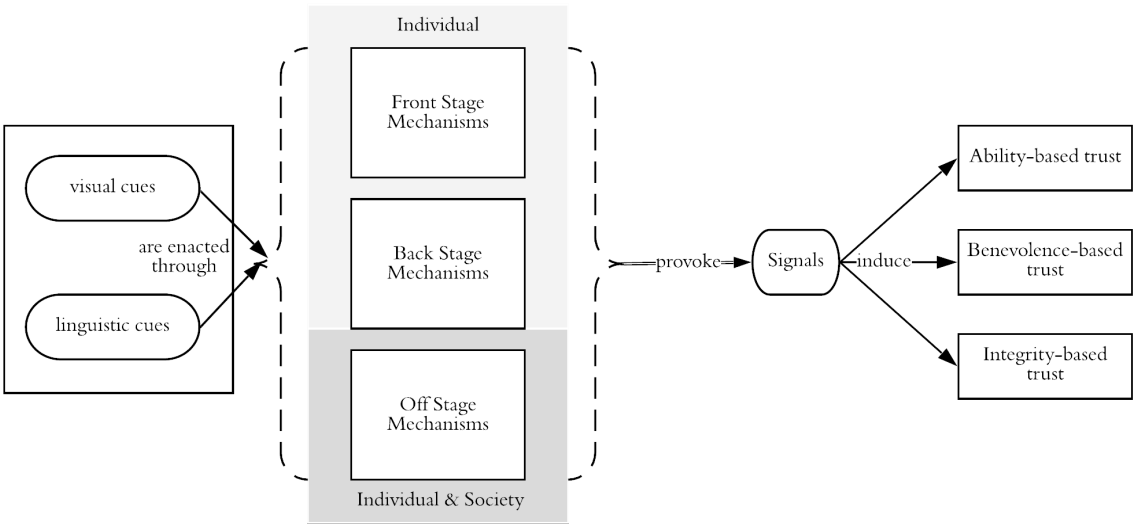 Individual
Front Stage
Mechanisms
visual cues
are enacted
through
linguistic cues
Back Stage
Mechanisms
Off Stage
Mechanisms
Individual & Society
provoke
Signals
induce
Ability-based trust
Benevolence-based
trust
Integrity-based
trust